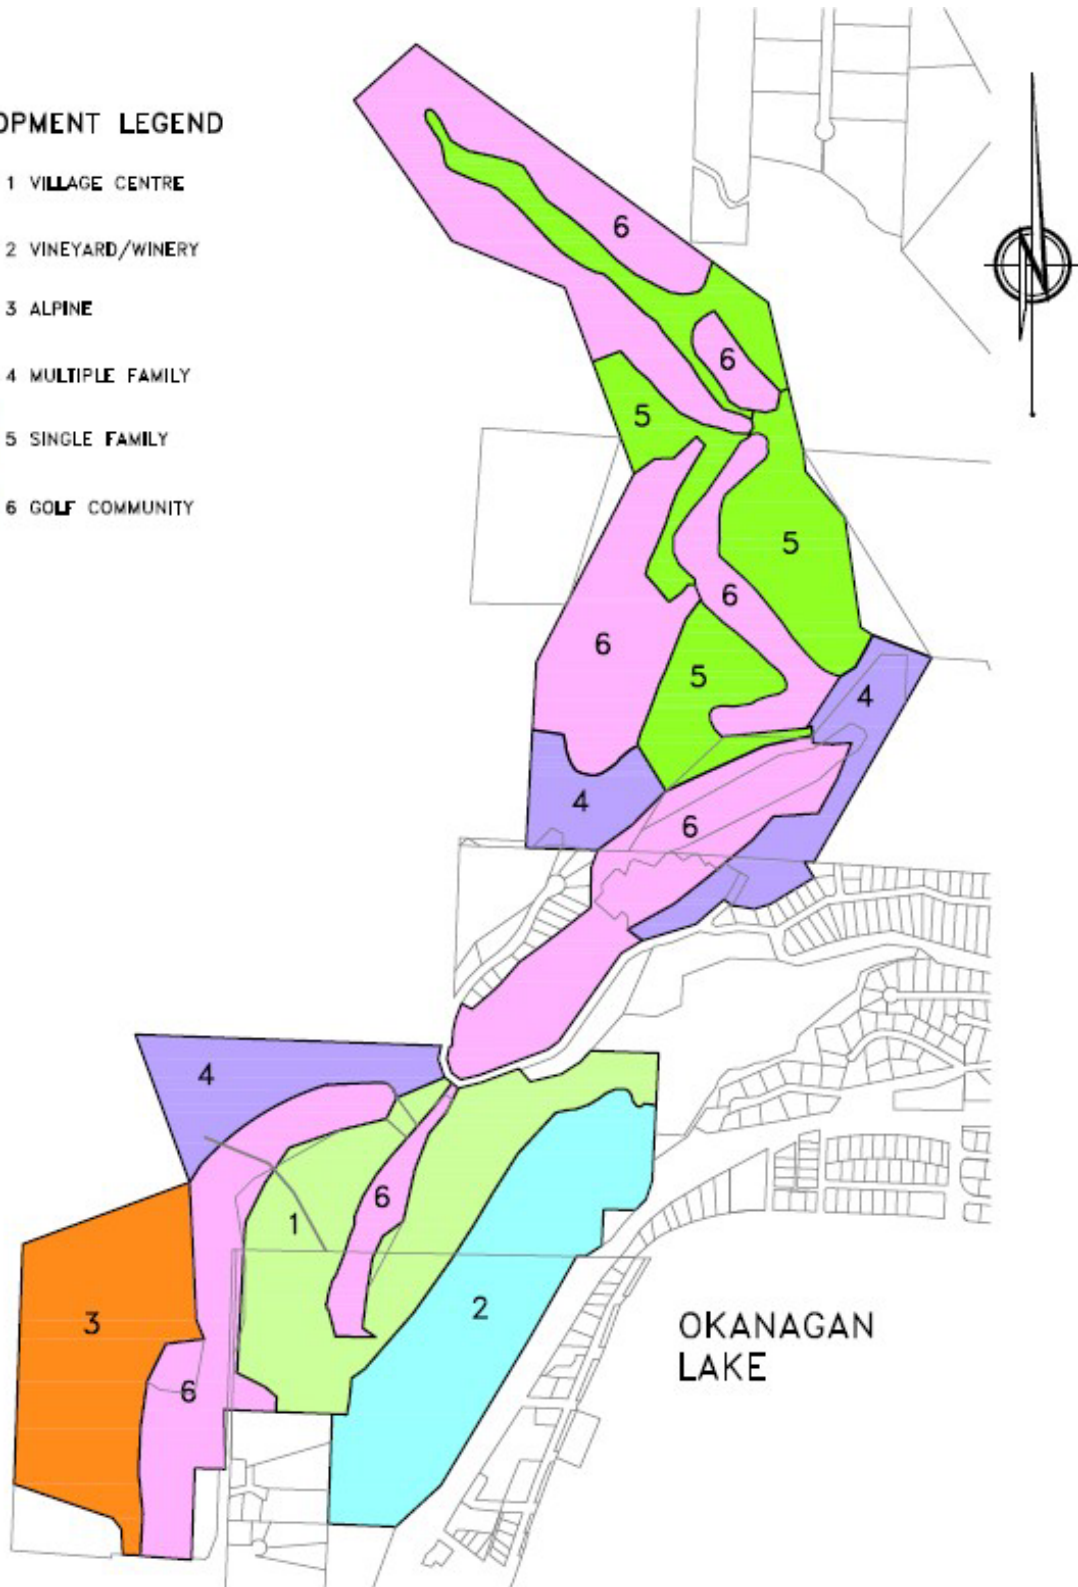 OPMENT LEGEND
1 VILLAGE CENTRE
2 VINEYARD/WINERY
3 ALPINE
4 MULTIPLE FAMILY
5 SINGLE FAMILY
6 GOLF COMMUNITY
6
6
5
5
6
6
5
4
4
6
4
6
1
2
3
6
N
OKANAGAN
LAKE